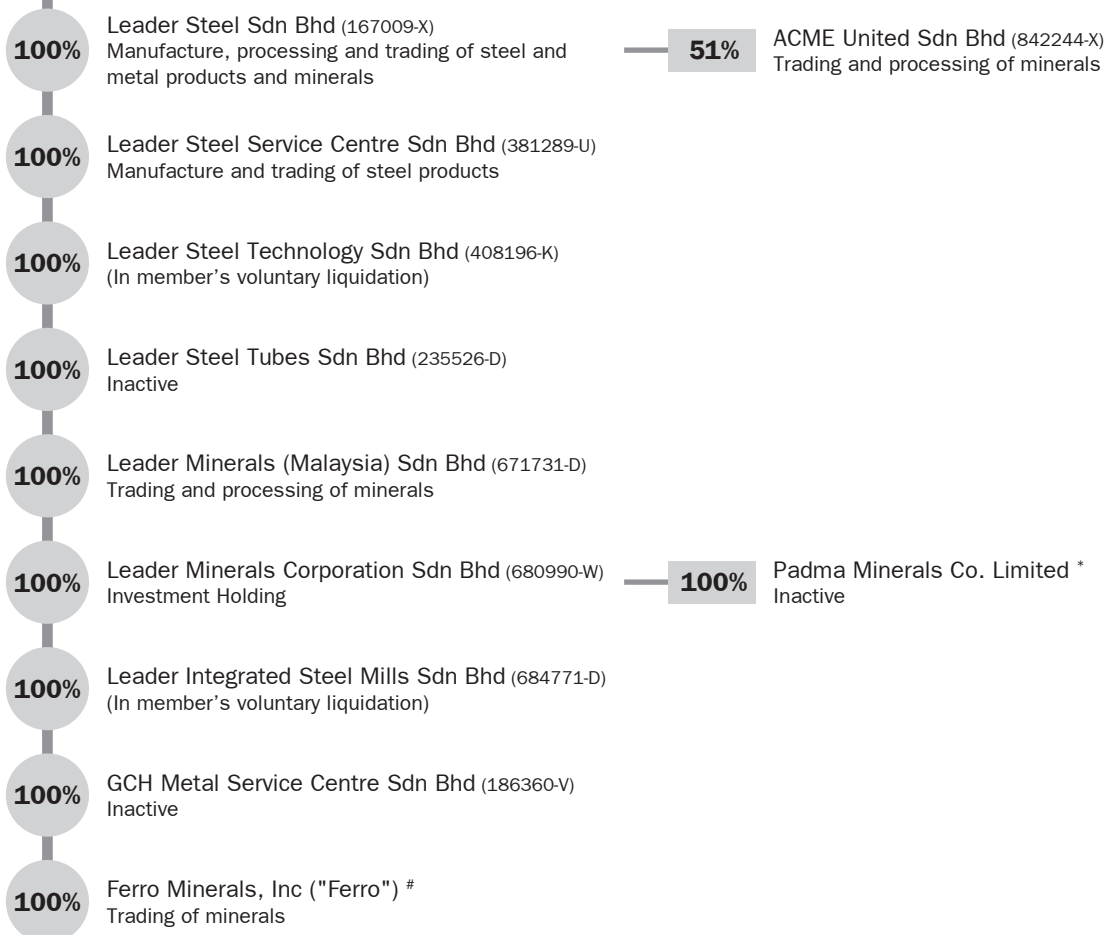 100%
Leader Steel Sdn Bhd (167009-X)
Manufacture, processing and trading of steel and
metal products and minerals
51%
ACME United Sdn Bhd (842244-X)
Trading and processing of minerals
100%
Leader Steel Service Centre Sdn Bhd (381289-U)
Manufacture and trading of steel products
100%
Leader Steel Technology Sdn Bhd (408196-K)
(In member’s voluntary liquidation)
100%
Leader Steel Tubes Sdn Bhd (235526-D)
Inactive
100%
Leader Minerals (Malaysia) Sdn Bhd (671731-D)
Trading and processing of minerals
100%
Leader Minerals Corporation Sdn Bhd (680990-W)
Investment Holding
100%
Padma Minerals Co. Limited *
Inactive
100%
Leader Integrated Steel Mills Sdn Bhd (684771-D)
(In member’s voluntary liquidation)
100%
GCH Metal Service Centre Sdn Bhd (186360-V)
Inactive
100%
Ferro Minerals, Inc ("Ferro") #
Trading of minerals